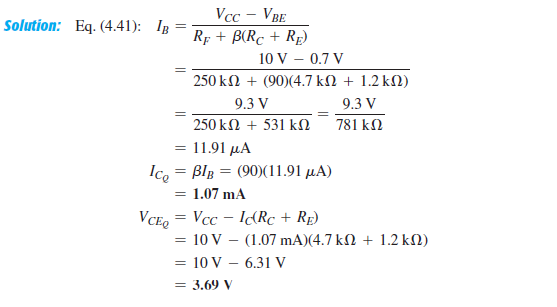 Solution: Eq. (4.41): I_B = (V_CC − V_BE) / (R_F + β(R_C + R_E))
= (10 V − 0.7 V) / (250 kΩ + (90)(4.7 kΩ + 1.2 kΩ))
= 9.3 V / (250 kΩ + 531 kΩ) = 9.3 V / 781 kΩ
= 11.91 μA
I_CQ = βI_B = (90)(11.91 μA)
= 1.07 mA
V_CEQ = V_CC − I_C(R_C + R_E)
= 10 V − (1.07 mA)(4.7 kΩ + 1.2 kΩ)
= 10 V − 6.31 V
= 3.69 V